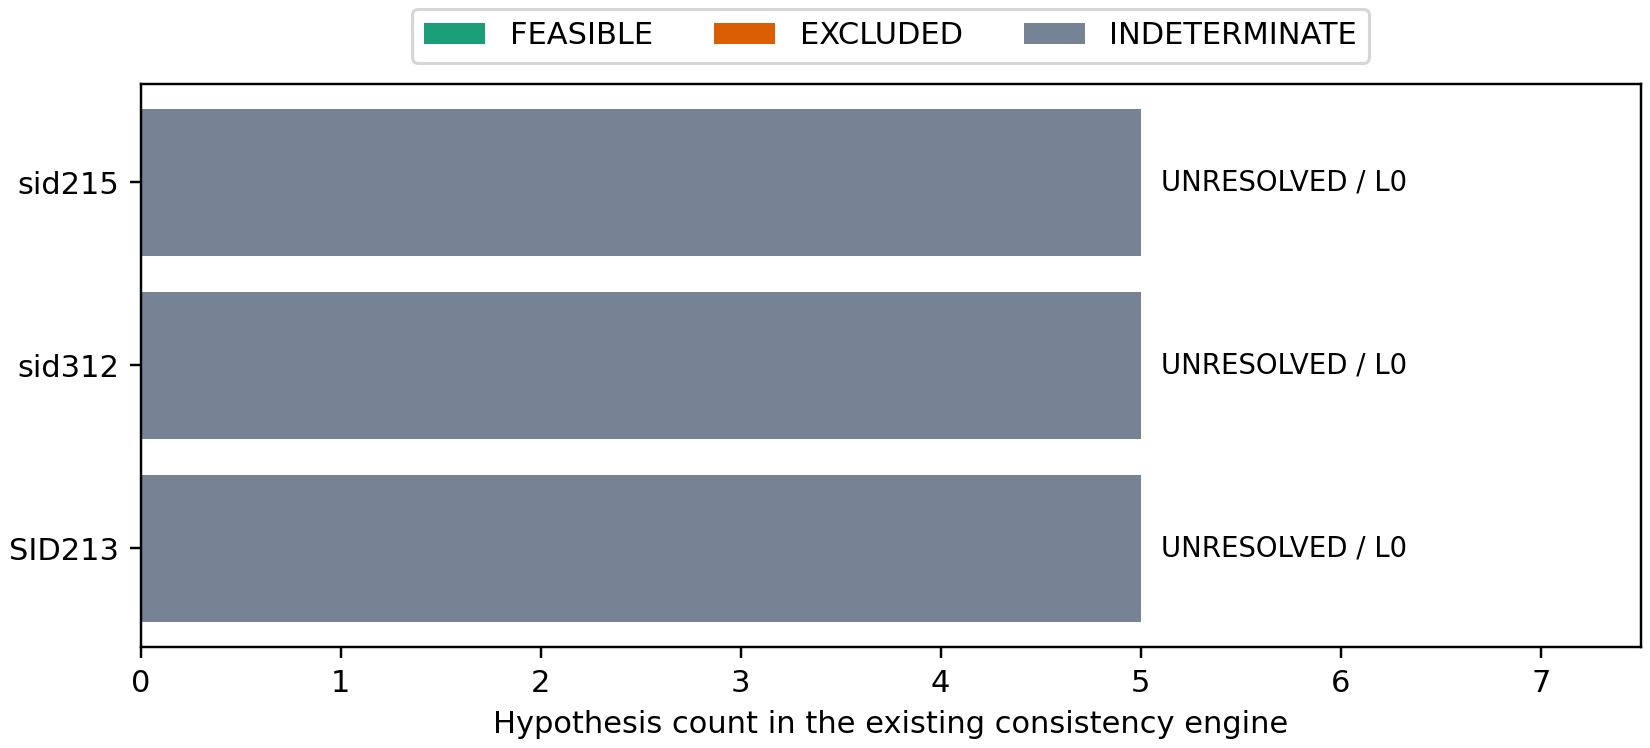 FEASIBLE EXCLUDED INDETERMINATE
sid215 UNRESOLVED / L0
sid312 UNRESOLVED / L0
SID213 UNRESOLVED / L0
0 1 2 3 4 5 6 7
Hypothesis count in the existing consistency engine